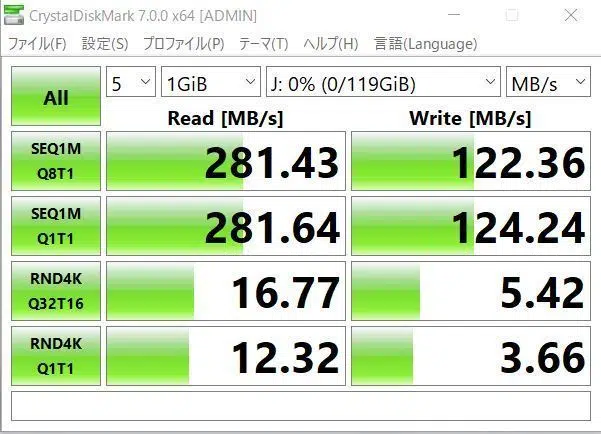 CrystalDiskMark 7.0.0 x64 [ADMIN]
ファイル(F) 設定(S) プロファイル(P) テーマ(T) ヘルプ(H) 言語(Language)
All 5 1GiB J: 0% (0/119GiB) MB/s
Read [MB/s] Write [MB/s]
SEQ1M
Q8T1 281.43 122.36
SEQ1M
Q1T1 281.64 124.24
RND4K
Q32T16 16.77 5.42
RND4K
Q1T1 12.32 3.66